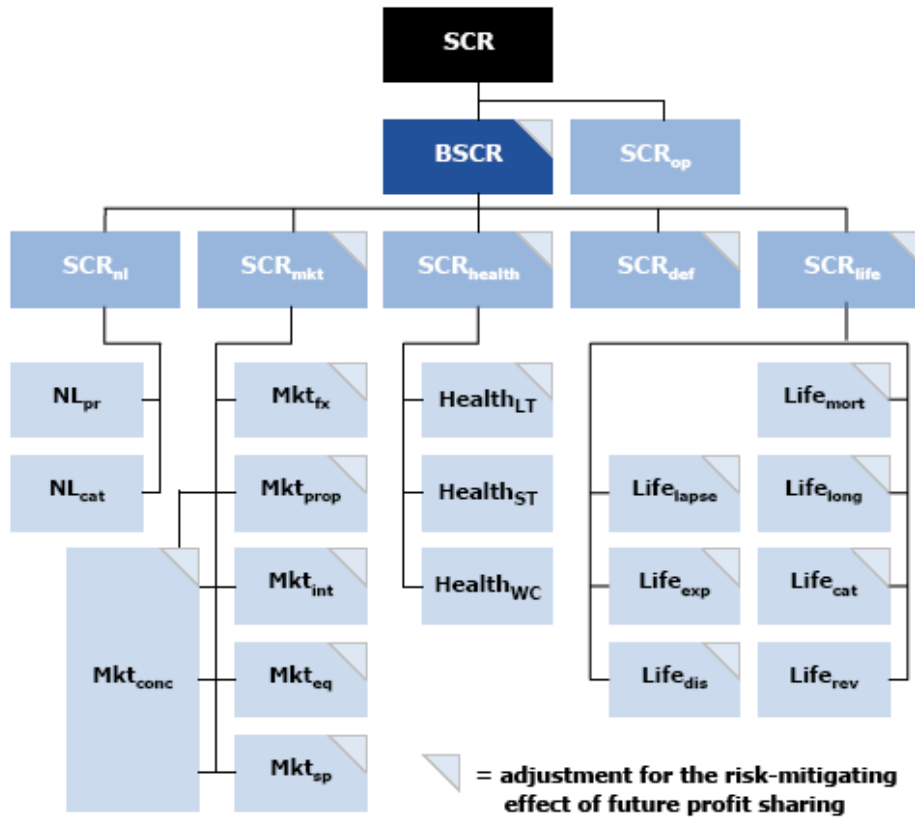 SCR
BSCR
SCRop
SCRnl
SCRmkt
SCRhealth
SCRdef
SCRlife
NLpr
Mktfx
HealthLT
Lifemort
NLcat
Mktprop
HealthST
Lifelapse
Lifelong
Mktint
HealthWC
Lifeexp
Lifecat
Mktconc
Mkteq
Lifedis
Liferev
Mktsp
= adjustment for the risk-mitigating
effect of future profit sharing